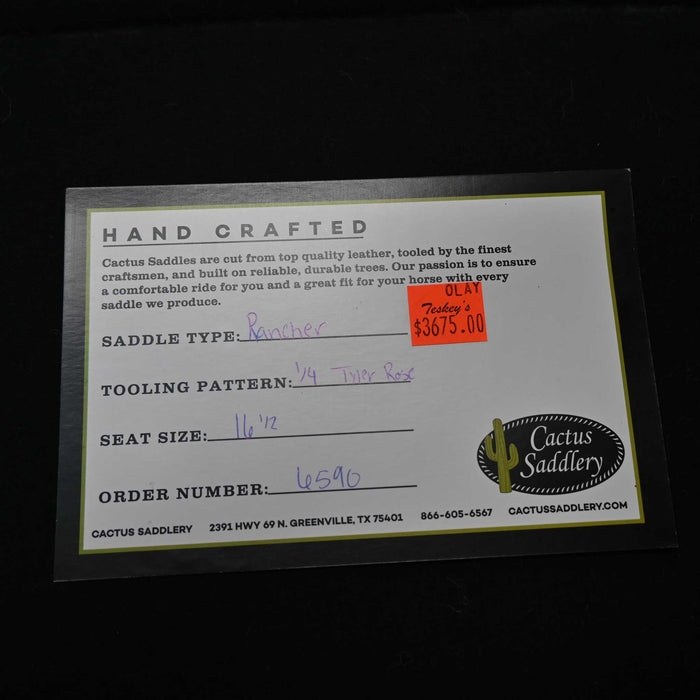 HAND CRAFTED
Cactus Saddles are cut from top quality leather, tooled by the finest
craftsmen, and built on reliable, durable trees. Our passion is to ensure
a comfortable ride for you and a great fit for your horse with every
saddle we produce.
OLAY
Teskey's
$3675.00
SADDLE TYPE: Rancher
TOOLING PATTERN: 1/4 Tyler Rose
SEAT SIZE: 16 1/2
ORDER NUMBER: 6590
Cactus
Saddlery
CACTUS SADDLERY 2391 HWY 69 N. GREENVILLE, TX 75401 866-605-6567 CACTUSSADDLERY.COM